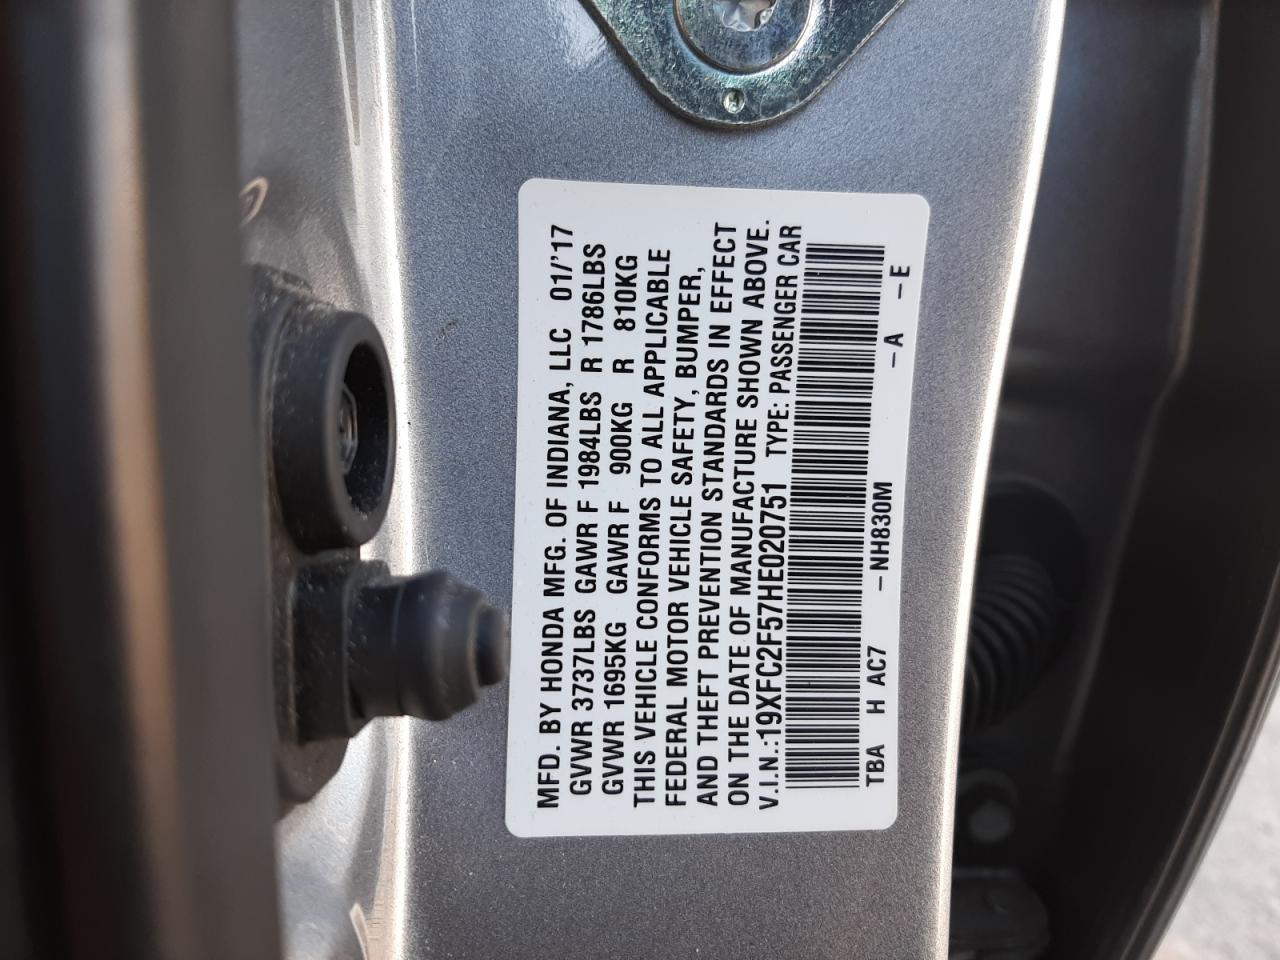 MFD. BY HONDA MFG. OF INDIANA, LLC 01/'17
GVWR 3737LBS GAWR F 1984LBS R 1786LBS
GVWR 1695KG GAWR F 900KG R 810KG
THIS VEHICLE CONFORMS TO ALL APPLICABLE
FEDERAL MOTOR VEHICLE SAFETY, BUMPER,
AND THEFT PREVENTION STANDARDS IN EFFECT
ON THE DATE OF MANUFACTURE SHOWN ABOVE.
V.I.N.:19XFC2F57HE020751 TYPE: PASSENGER CAR
TBA H AC7 -NH830M -A -E